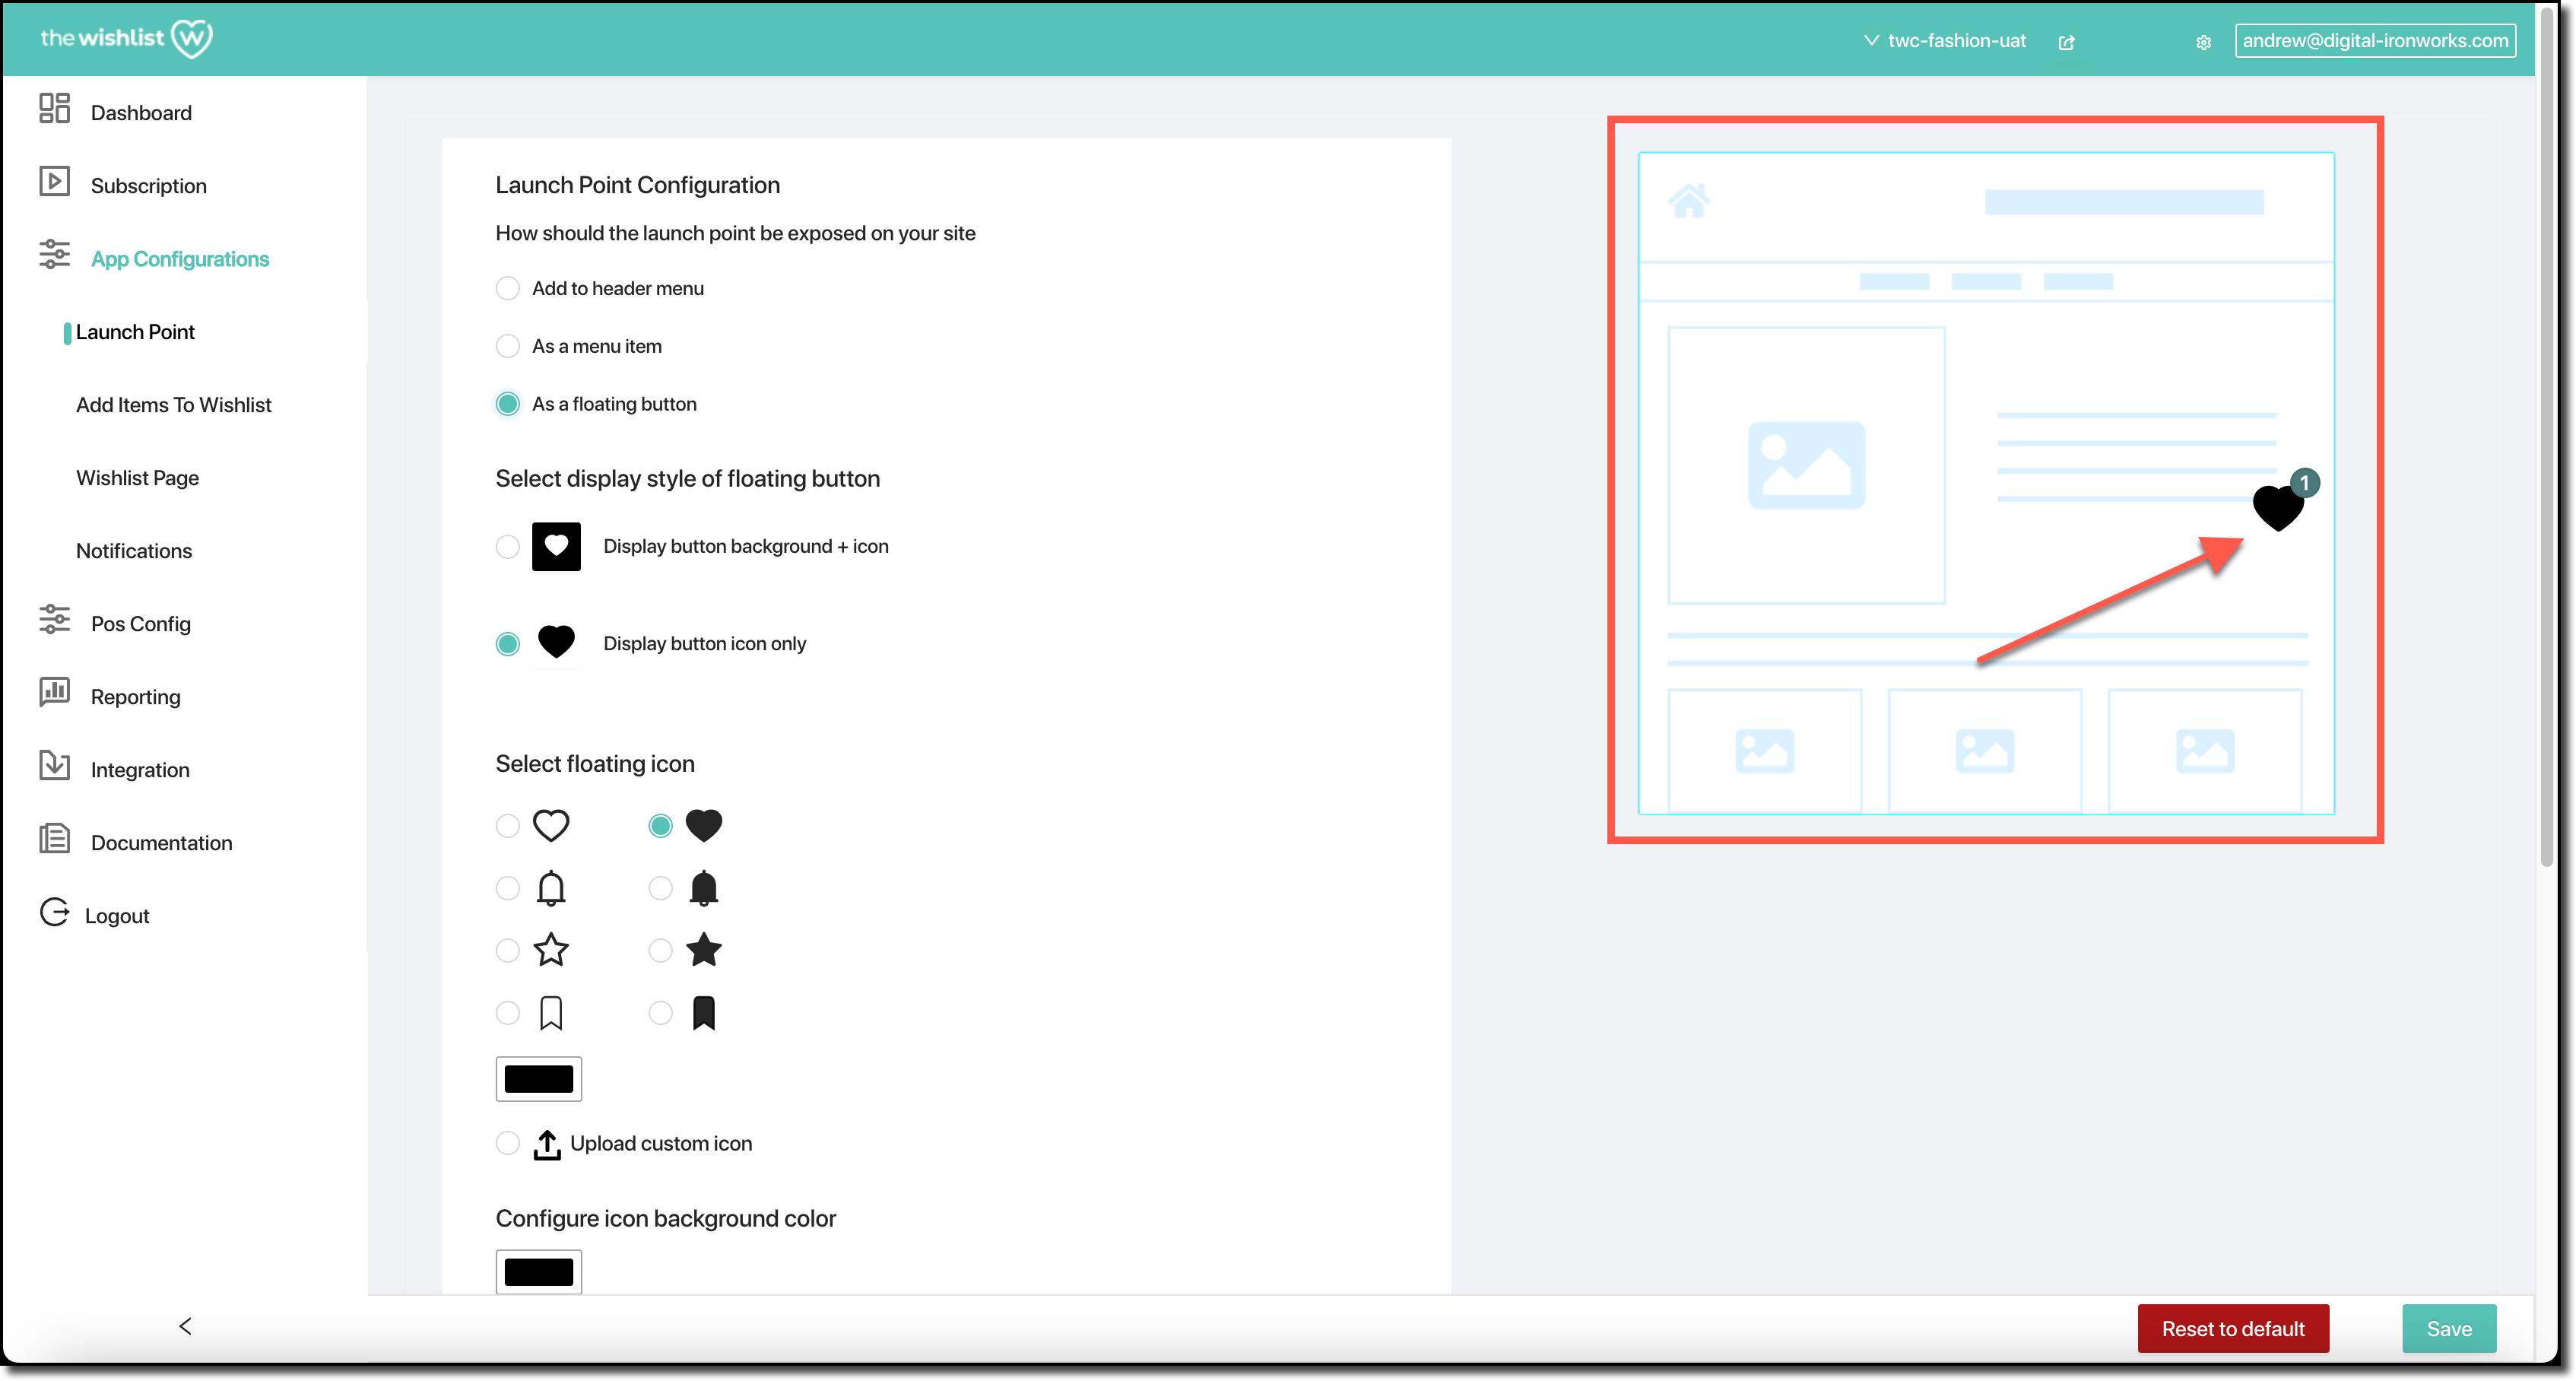 the wishlist W
twc-fashion-uat
andrew@digital-ironworks.com
Dashboard
Subscription
App Configurations
Launch Point
Add Items To Wishlist
Wishlist Page
Notifications
Pos Config
Reporting
Integration
Documentation
Logout
Launch Point Configuration
How should the launch point be exposed on your site
Add to header menu
As a menu item
As a floating button
Select display style of floating button
Display button background + icon
Display button icon only
Select floating icon
Upload custom icon
Configure icon background color
1
Reset to default
Save